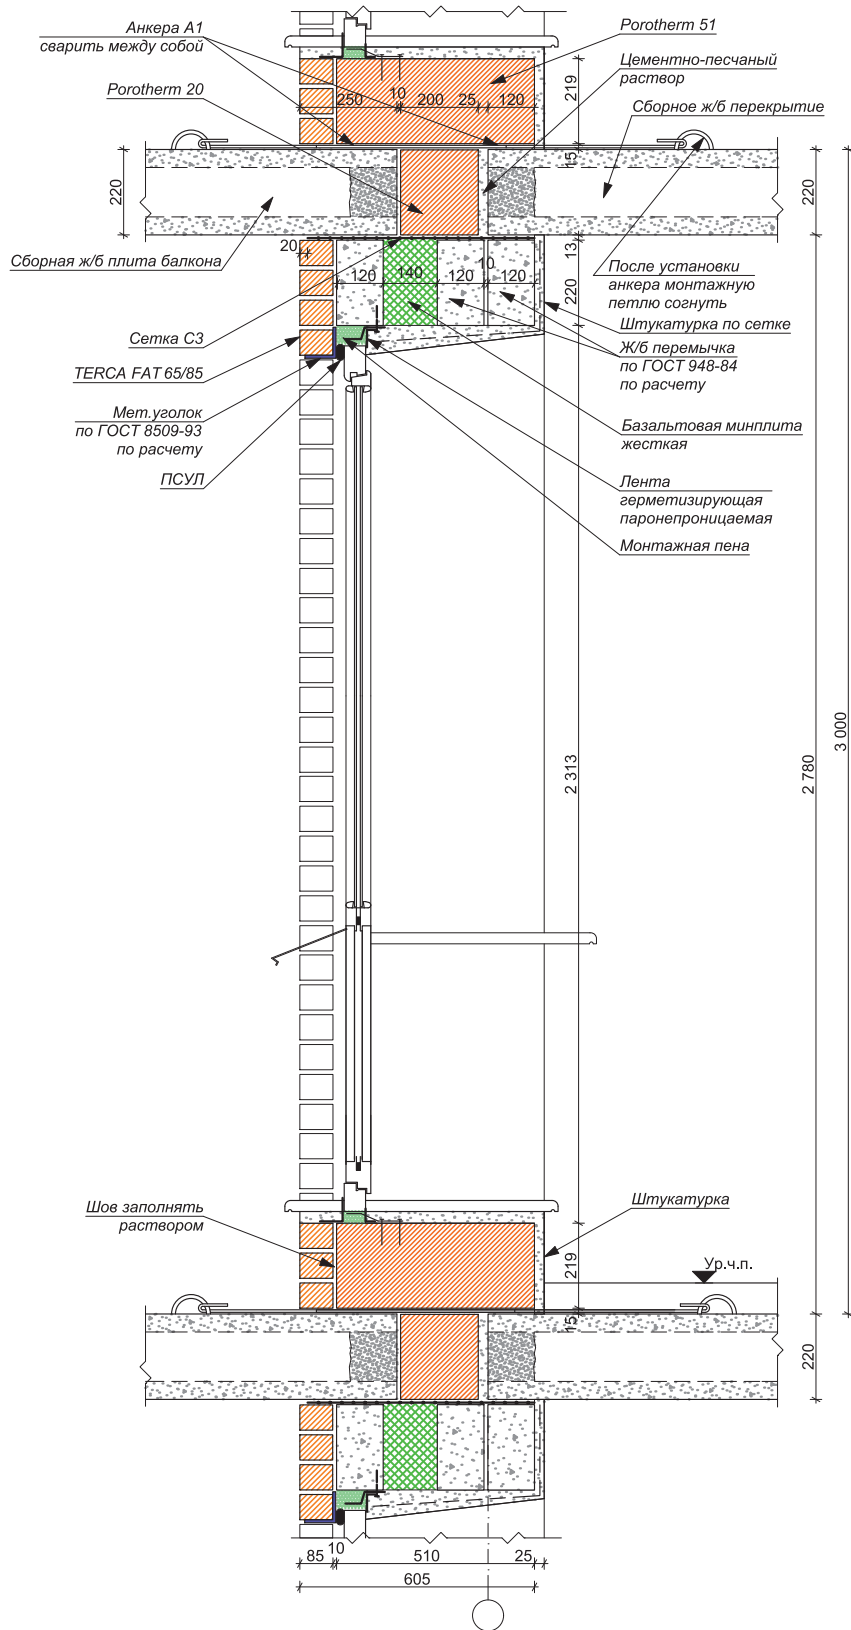 Анкера А1
сварить между собой
Porotherm 51
Цементно-песчаный
раствор
Porotherm 20
Сборное ж/б перекрытие
10
250
200
25
120
219
15
220
220
Сборная ж/б плита балкона
20
13
10
120
140
120
120
220
После установки
анкера монтажную
петлю согнуть
Штукатурка по сетке
Сетка С3
Ж/б перемычка
по ГОСТ 948-84
по расчету
TERCA FAT 65/85
Мет.уголок
по ГОСТ 8509-93
по расчету
Базальтовая минплита
жесткая
ПСУЛ
Лента
герметизирующая
паронепроницаемая
Монтажная пена
2 313
2 780
3 000
Шов заполнять
раствором
Штукатурка
219
Ур.ч.п.
15
220
85
10
510
25
605